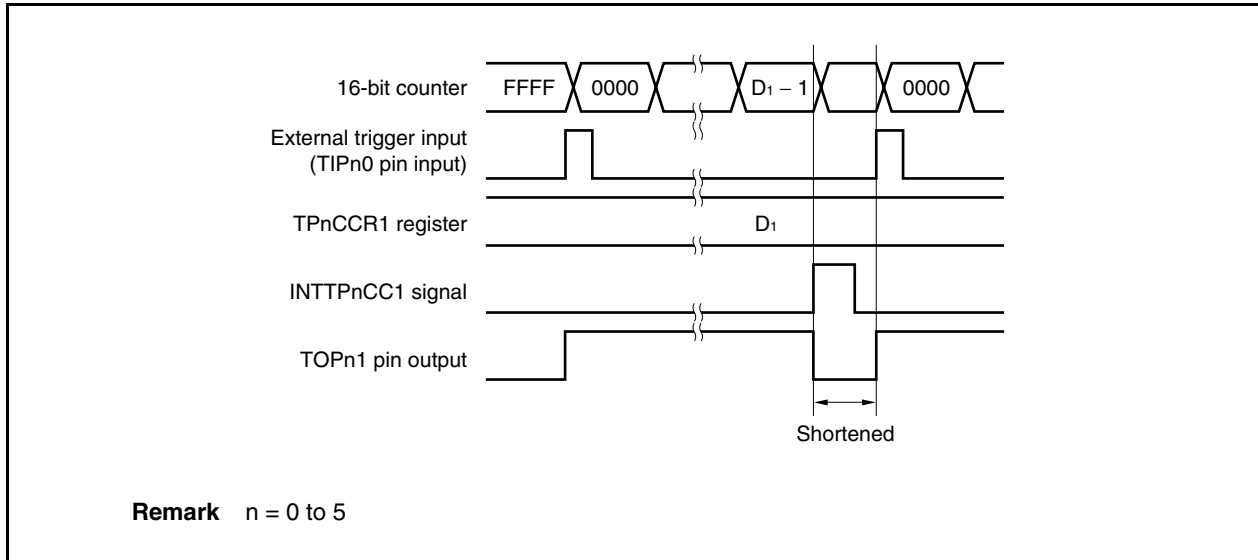 16-bit counter FFFF 0000 D₁ – 1 0000
External trigger input
(TIPn0 pin input)
TPnCCR1 register D₁
INTTPnCC1 signal
TOPn1 pin output
Shortened
Remark n = 0 to 5